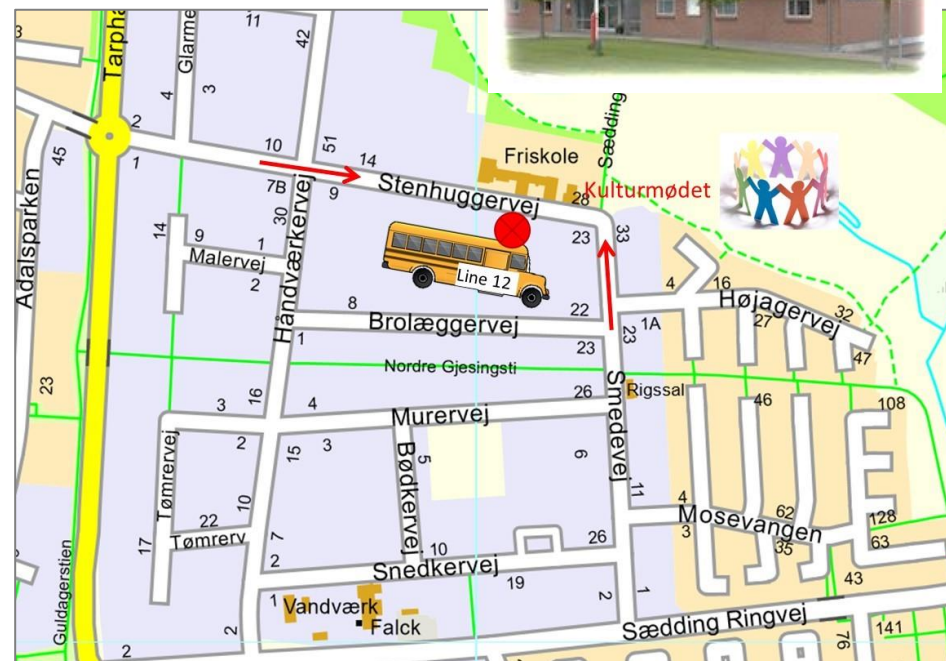 Tarpha
Glarme
11
42
3
4
3
2
1
45
10
51
14
7B
9
30
Stenhuggervej
Friskole
28
Sædding
Kulturmødet
23
33
Adalsparken
14
9
Malervej
1
2
Håndværkervej
Line 12
8
Brolæggervej
22
1
23
23
1A
4
16
Højagervej
27
32
47
Nordre Gjesingsti
23
16
3
4
Murervej
26
Rigssal
46
108
Smedevej
2
15
3
Bødkervej
5
6
Tømrervej
10
11
4
3
Mosevangen
62
35
128
63
22
Tømrerv
17
7
2
10
Snedkervej
26
19
Guldagerstien
1
Vandværk
Falck
2
2
2
1
Sædding Ringvej
43
76
141